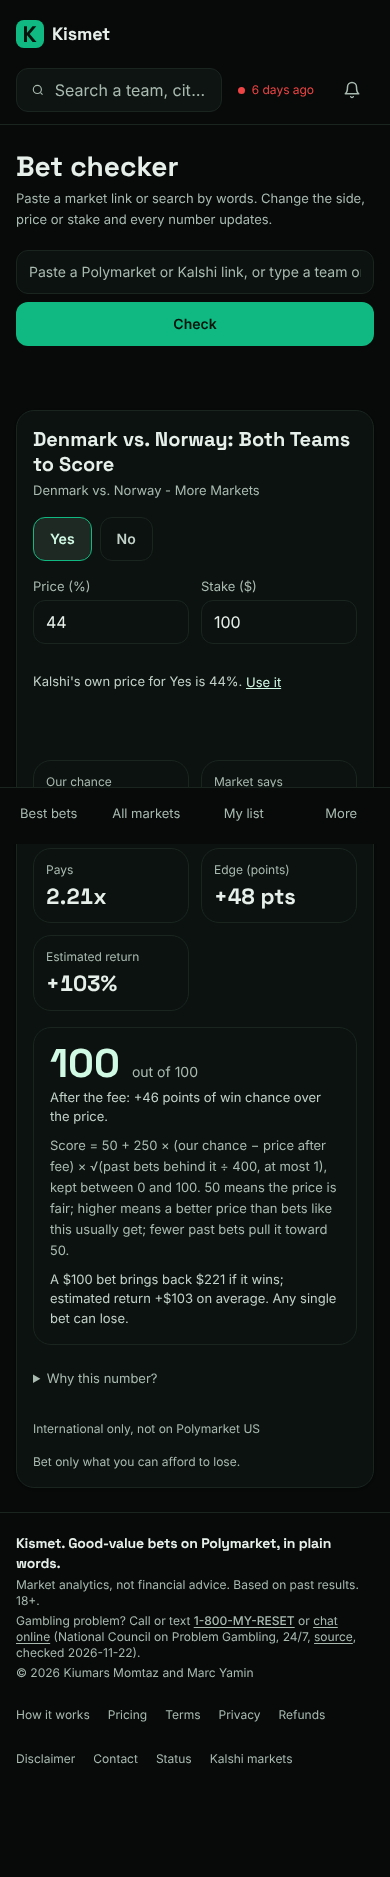 Kismet
Search a team, cit...
6 days ago
Bet checker
Paste a market link or search by words. Change the side,
price or stake and every number updates.
Paste a Polymarket or Kalshi link, or type a team o
Check
Denmark vs. Norway: Both Teams
to Score
Denmark vs. Norway - More Markets
Yes
No
Price (%)
Stake ($)
44
100
Kalshi's own price for Yes is 44%. Use it
Our chance
Market says
Best bets
All markets
My list
More
Pays
Edge (points)
2.21x
+48 pts
Estimated return
+103%
100 out of 100
After the fee: +46 points of win chance over
the price.
Score = 50 + 250 × (our chance − price after
fee) × √(past bets behind it ÷ 400, at most 1),
kept between 0 and 100. 50 means the price is
fair; higher means a better price than bets like
this usually get; fewer past bets pull it toward
50.
A $100 bet brings back $221 if it wins;
estimated return +$103 on average. Any single
bet can lose.
Why this number?
International only, not on Polymarket US
Bet only what you can afford to lose.
Kismet. Good-value bets on Polymarket, in plain
words.
Market analytics, not financial advice. Based on past results.
18+.
Gambling problem? Call or text 1-800-MY-RESET or chat
online (National Council on Problem Gambling, 24/7, source,
checked 2026-11-22).
© 2026 Kiumars Momtaz and Marc Yamin
How it works
Pricing
Terms
Privacy
Refunds
Disclaimer
Contact
Status
Kalshi markets